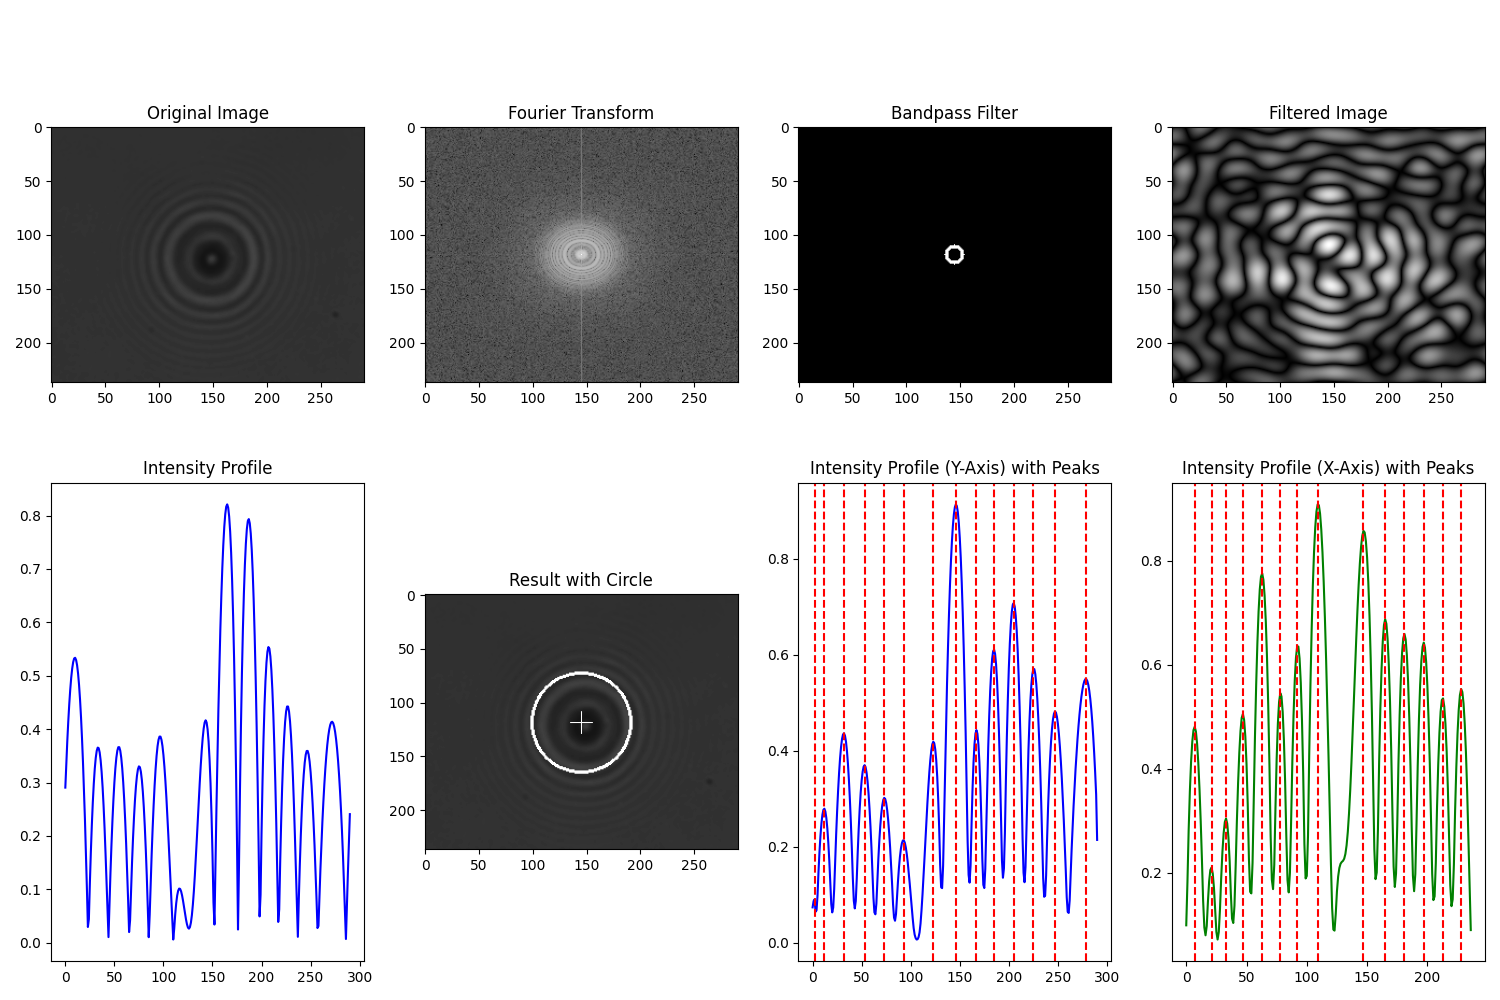 Original Image
Fourier Transform
Bandpass Filter
Filtered Image
0
50
100
150
200
0 50 100 150 200 250
0
50
100
150
200
0 50 100 150 200 250
0
50
100
150
200
0 50 100 150 200 250
0
50
100
150
200
0 50 100 150 200 250
Intensity Profile
0.8
0.7
0.6
0.5
0.4
0.3
0.2
0.1
0.0
0 50 100 150 200 250 300
Result with Circle
0
50
100
150
200
0 50 100 150 200 250
Intensity Profile (Y-Axis) with Peaks
0.8
0.6
0.4
0.2
0.0
0 50 100 150 200 250 300
Intensity Profile (X-Axis) with Peaks
0.8
0.6
0.4
0.2
0 50 100 150 200